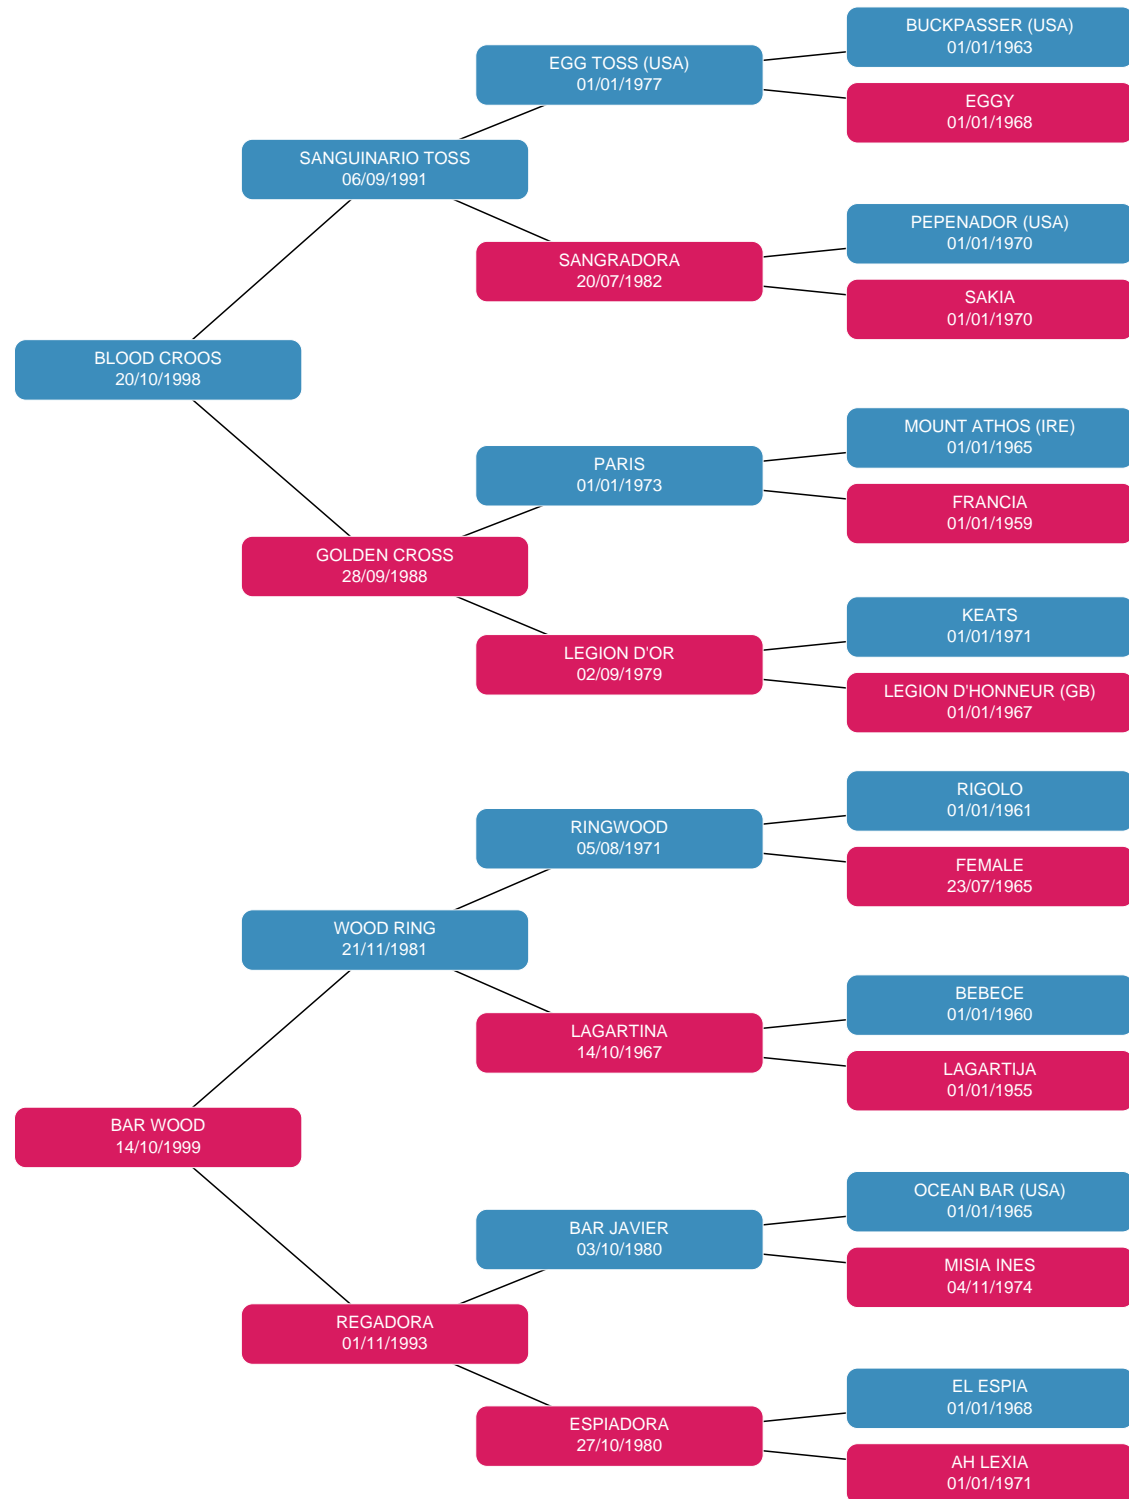 BUCKPASSER (USA)
01/01/1963
EGG TOSS (USA)
01/01/1977
EGGY
01/01/1968
SANGUINARIO TOSS
06/09/1991
PEPENADOR (USA)
01/01/1970
SANGRADORA
20/07/1982
SAKIA
01/01/1970
BLOOD CROOS
20/10/1998
MOUNT ATHOS (IRE)
01/01/1965
PARIS
01/01/1973
FRANCIA
01/01/1959
GOLDEN CROSS
28/09/1988
KEATS
01/01/1971
LEGION D'OR
02/09/1979
LEGION D'HONNEUR (GB)
01/01/1967
RIGOLO
01/01/1961
RINGWOOD
05/08/1971
FEMALE
23/07/1965
WOOD RING
21/11/1981
BEBECE
01/01/1960
LAGARTINA
14/10/1967
LAGARTIJA
01/01/1955
BAR WOOD
14/10/1999
OCEAN BAR (USA)
01/01/1965
BAR JAVIER
03/10/1980
MISIA INES
04/11/1974
REGADORA
01/11/1993
EL ESPIA
01/01/1968
ESPIADORA
27/10/1980
AH LEXIA
01/01/1971